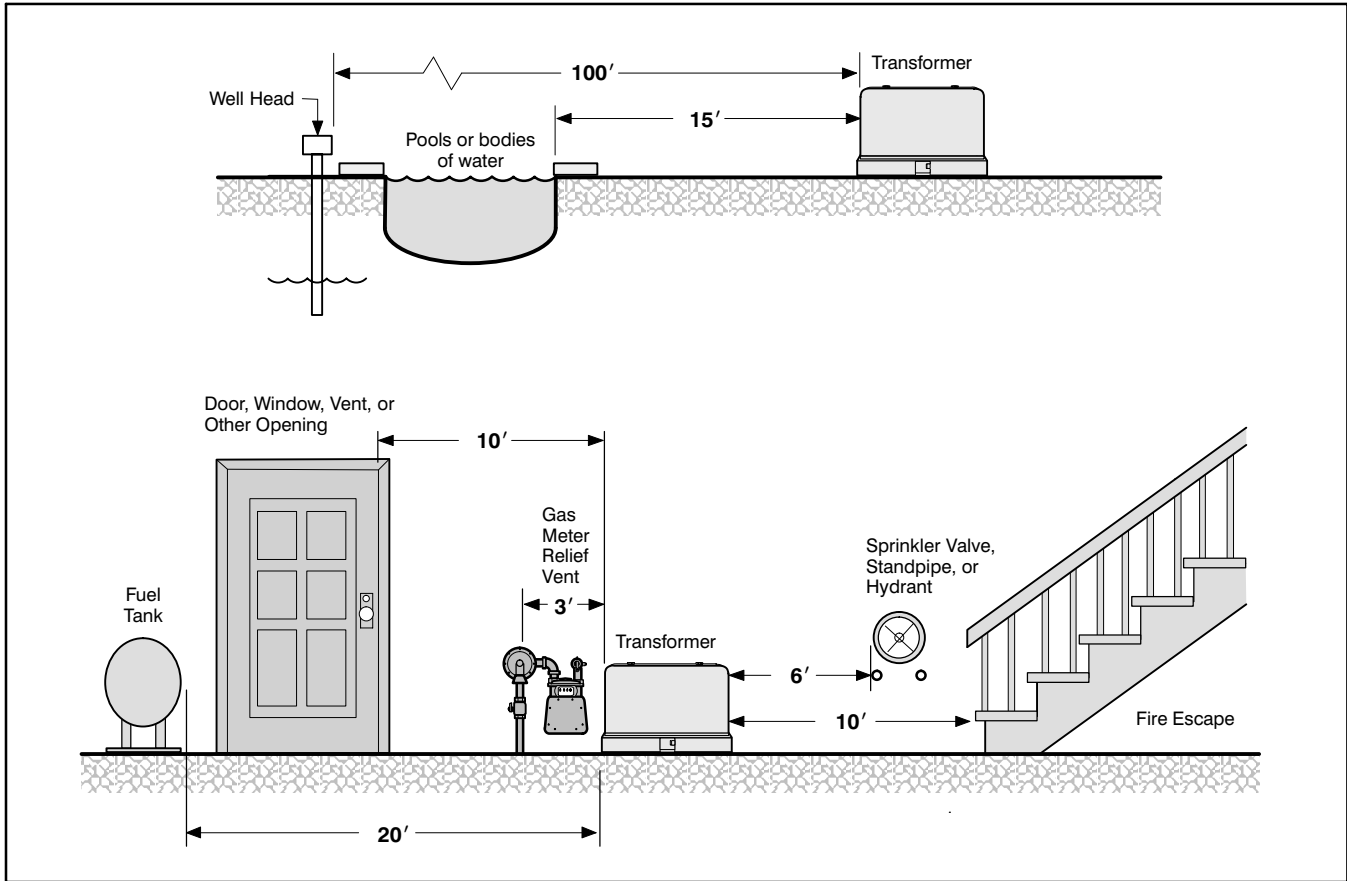 Transformer
100′
Well Head
15′
Pools or bodies
of water
Door, Window, Vent, or
Other Opening
10′
Gas
Meter
Relief
Vent
Sprinkler Valve,
Standpipe, or
Hydrant
Fuel
Tank
3′
Transformer
6′
10′
Fire Escape
20′